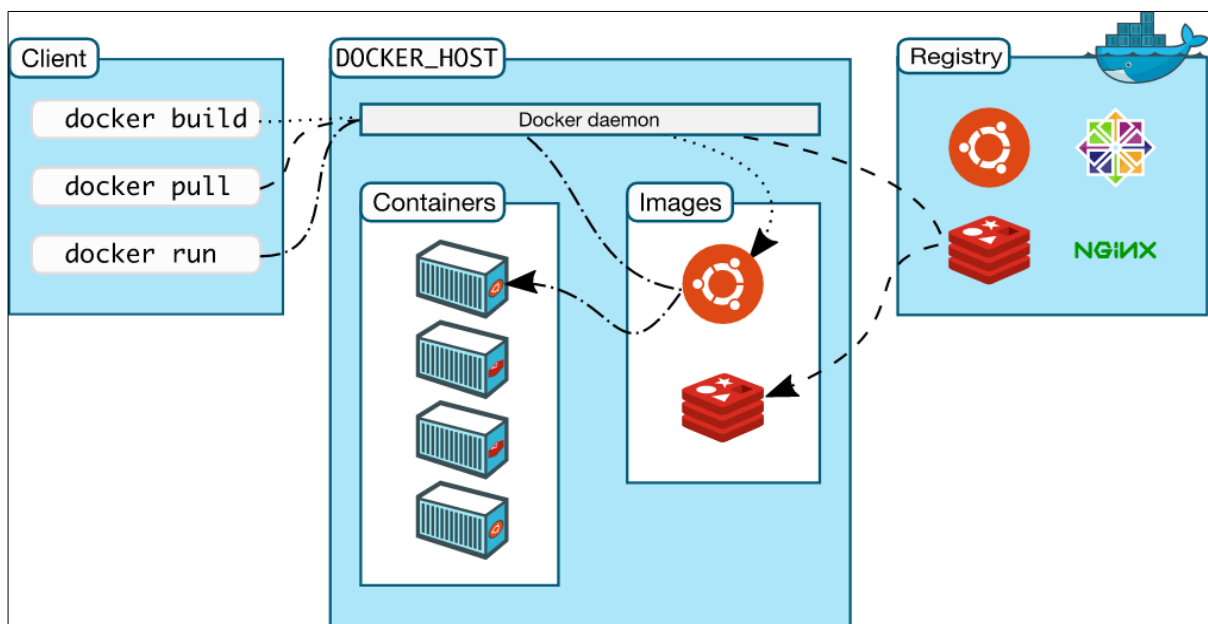 Client
docker build
docker pull
docker run
DOCKER_HOST
Docker daemon
Containers
Images
Registry
NGiNX